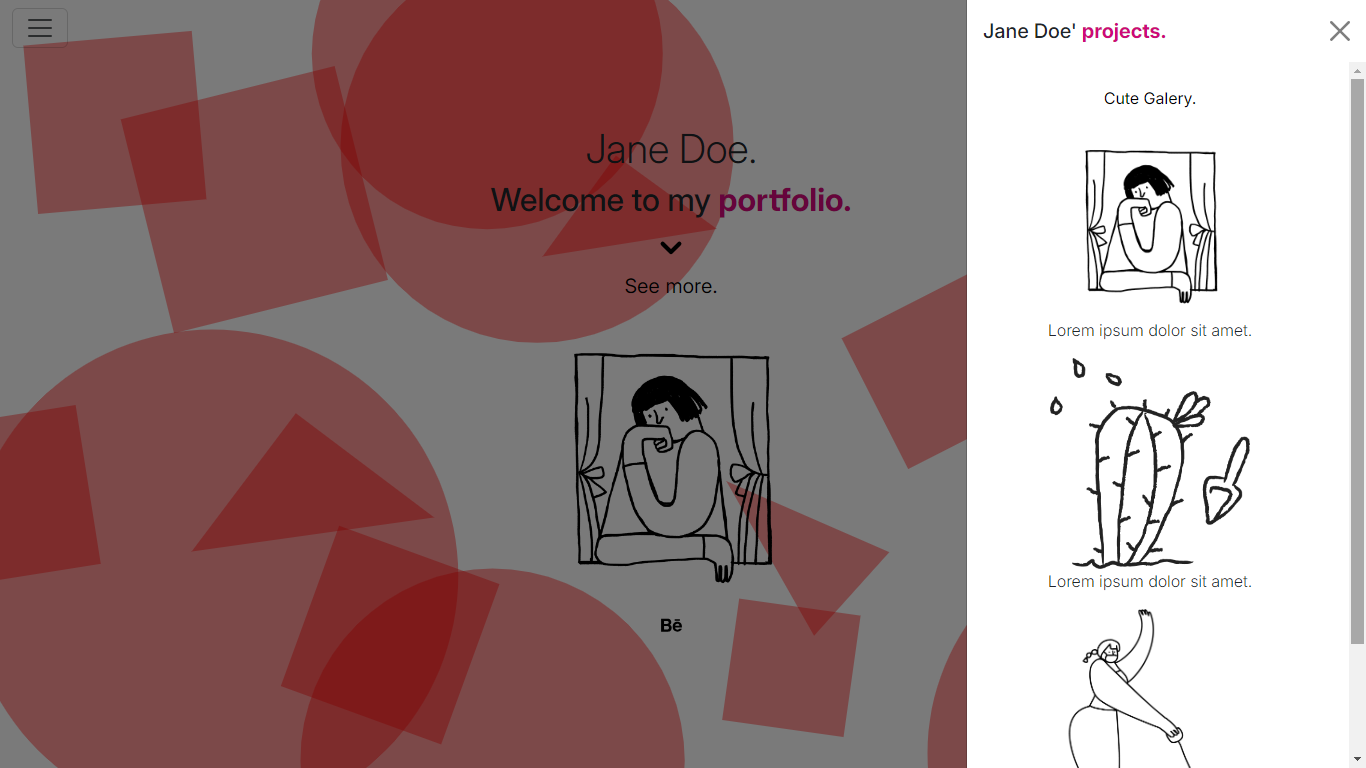 Jane Doe.
Welcome to my portfolio.
See more.
Bē
Jane Doe' projects.
Cute Galery.
Lorem ipsum dolor sit amet.
Lorem ipsum dolor sit amet.